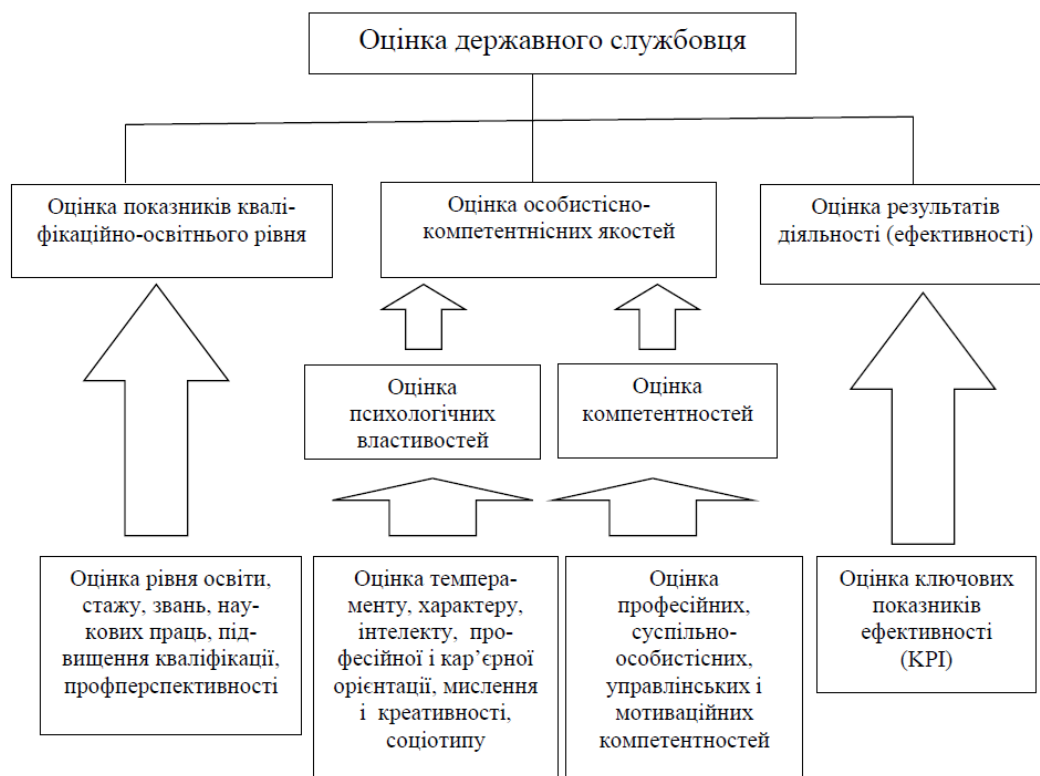 Оцінка державного службовця
Оцінка показників квалі-
фікаційно-освітнього рівня
Оцінка особистісно-
компетентнісних якостей
Оцінка результатів
діяльності (ефективності)
Оцінка
психологічних
властивостей
Оцінка
компетентностей
Оцінка рівня освіти,
стажу, звань, нау-
кових праць, під-
вищення кваліфікації,
профперспективності
Оцінка темпера-
менту, характеру,
інтелекту, про-
фесійної і кар’єрної
орієнтації, мислення
і креативності,
соціотипу
Оцінка
професійних,
суспільно-
особистісних,
управлінських і
мотиваційних
компетентностей
Оцінка ключових
показників
ефективності
(KPI)